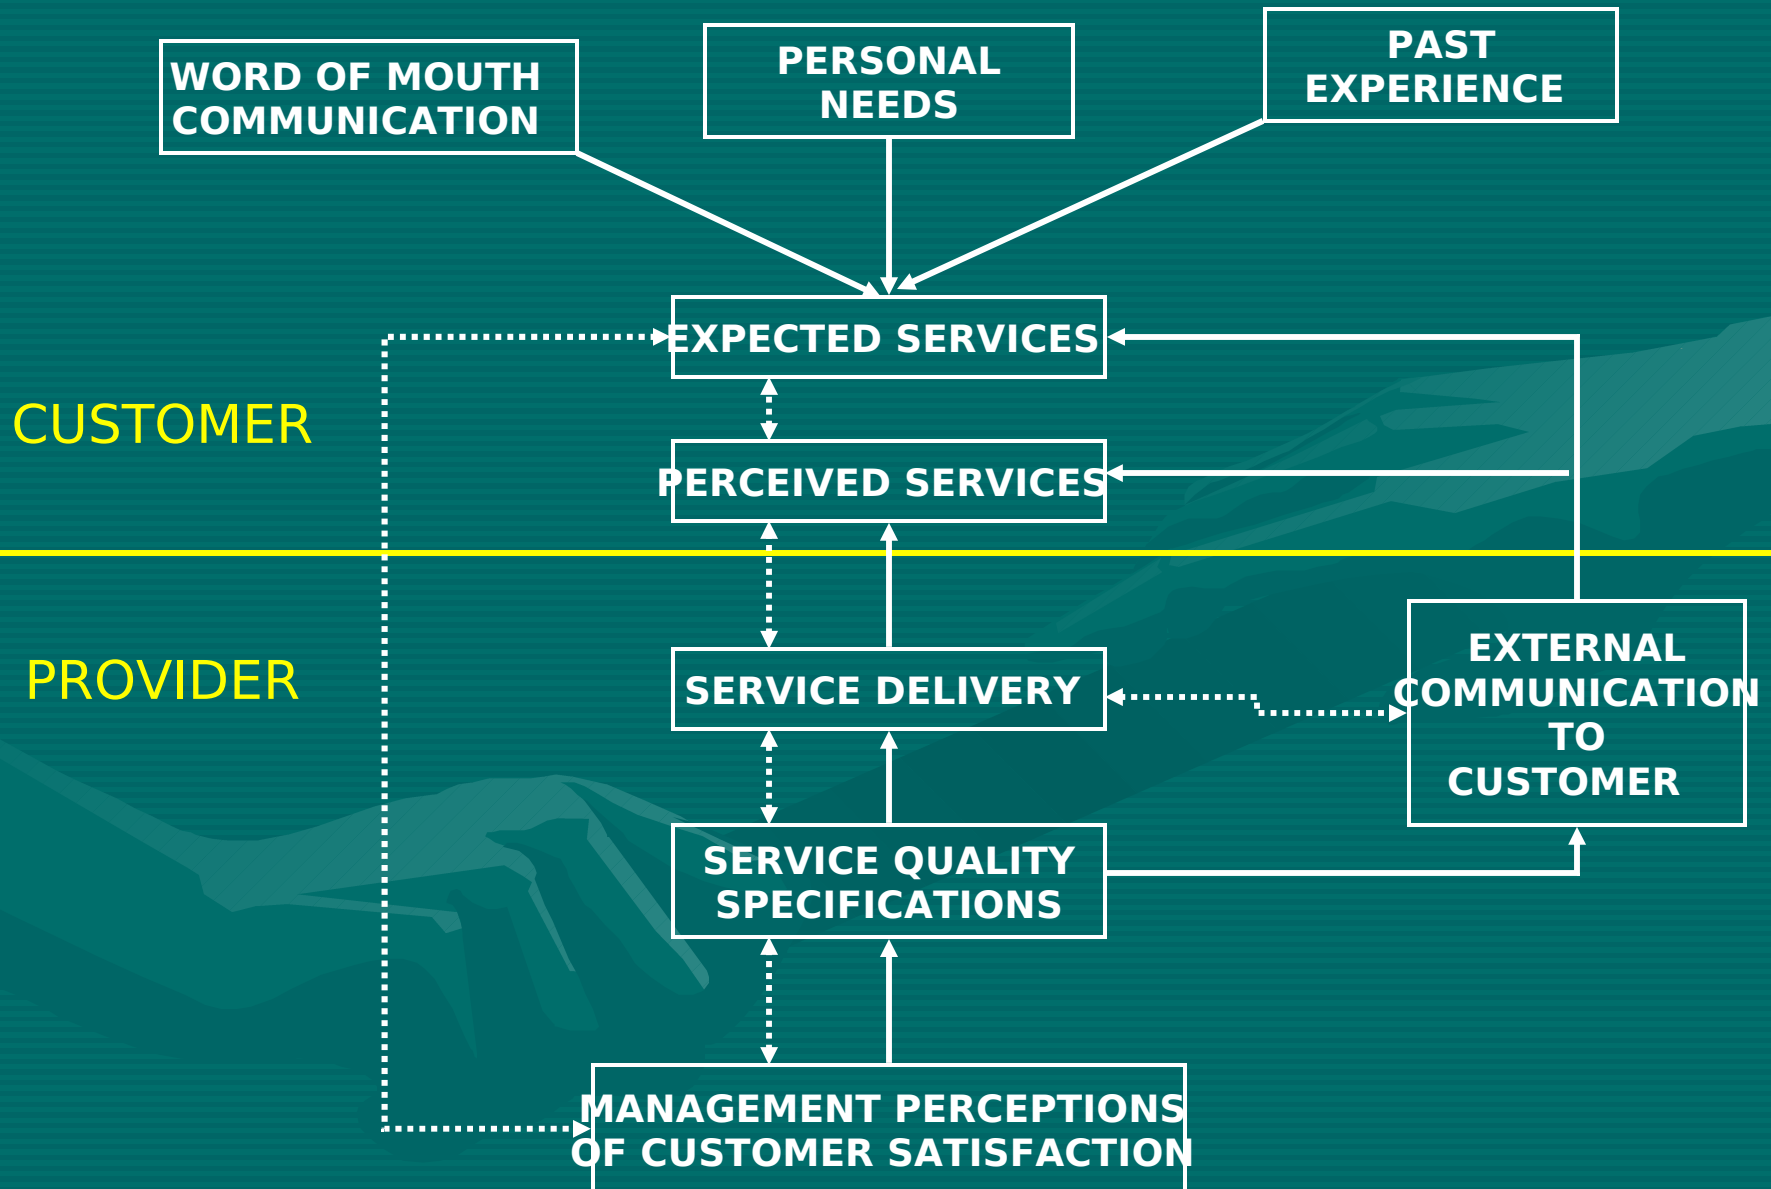 WORD OF MOUTH
COMMUNICATION
PERSONAL
NEEDS
PAST
EXPERIENCE
EXPECTED SERVICES
CUSTOMER
PERCEIVED SERVICES
PROVIDER
SERVICE DELIVERY
EXTERNAL
COMMUNICATION
TO
CUSTOMER
SERVICE QUALITY
SPECIFICATIONS
MANAGEMENT PERCEPTIONS
OF CUSTOMER SATISFACTION